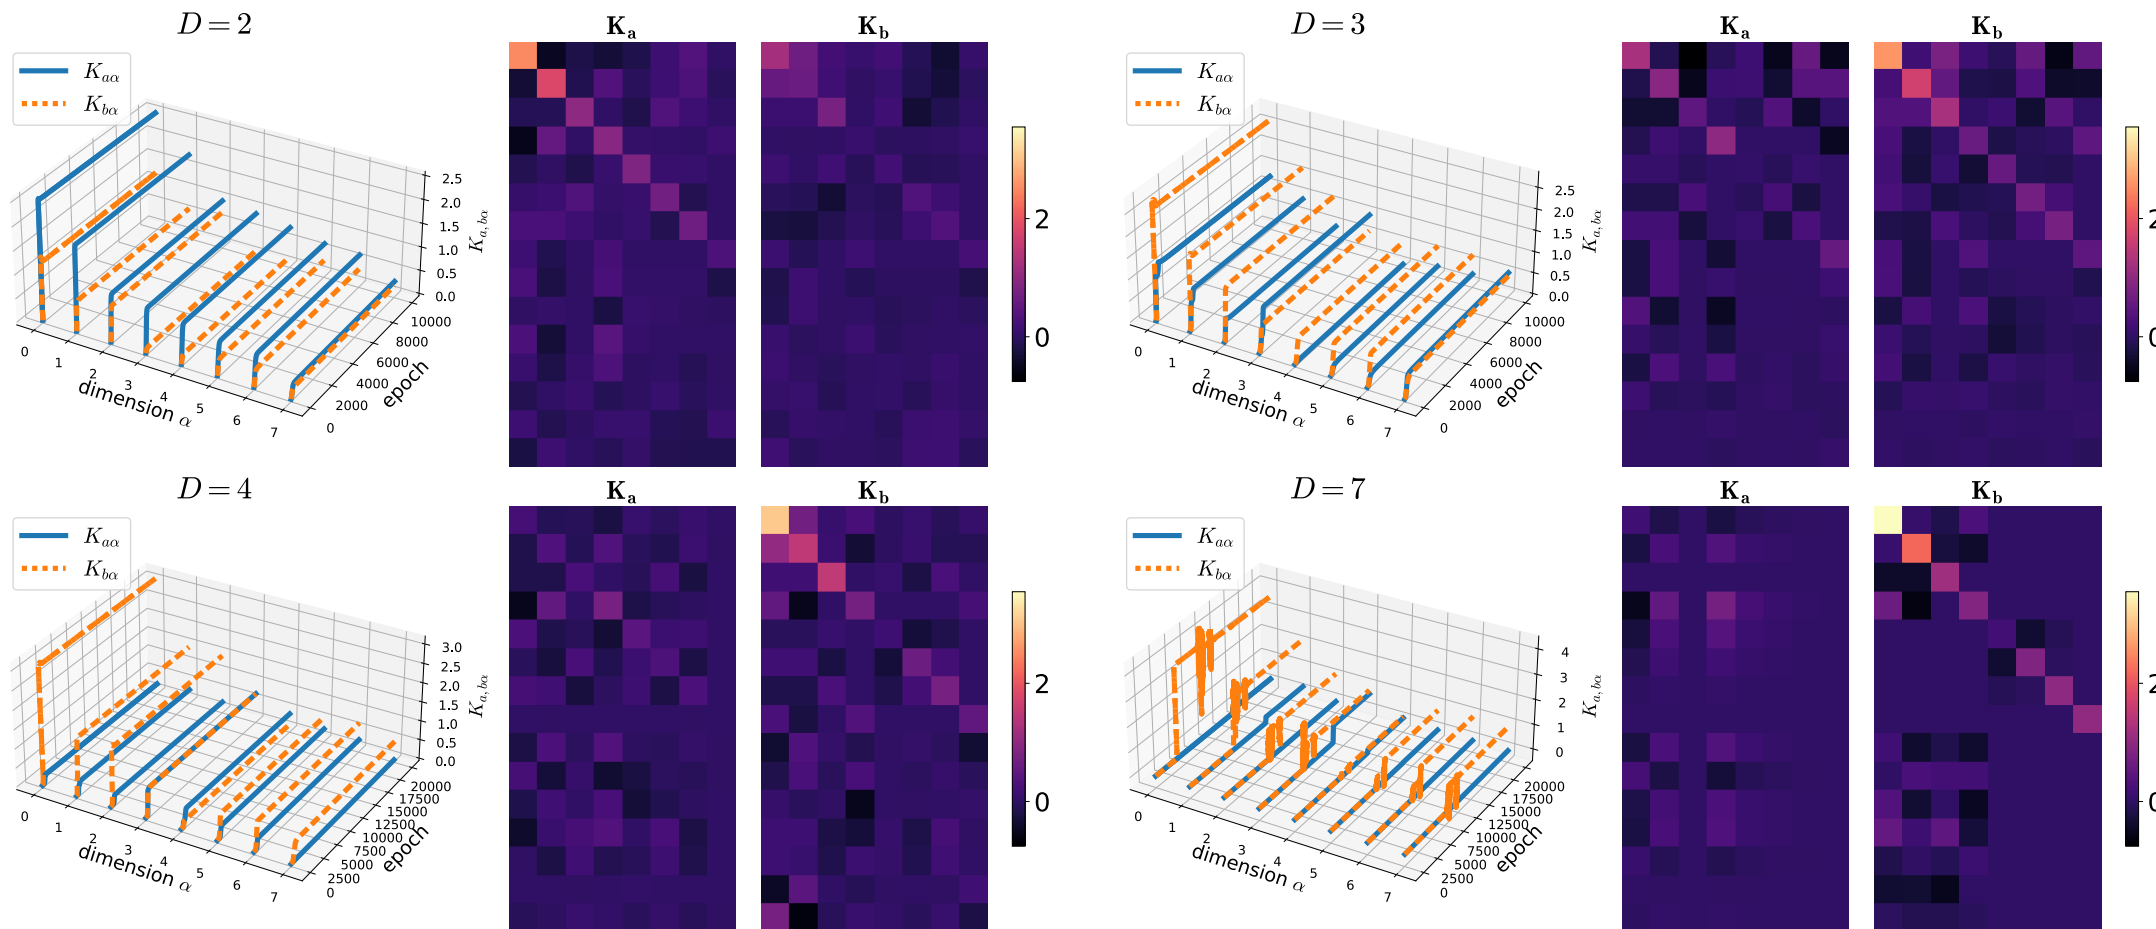 D = 2
K_{aα}
K_{bα}
2.5
2.0
1.5
1.0
0.5
0.0
K_{a,bα}
0 1 2 3 4 5 6 7
dimension α
0 2000 4000 6000 8000 10000
epoch
K_a
K_b
2
0
D = 3
K_{aα}
K_{bα}
2.5
2.0
1.5
1.0
0.5
0.0
K_{a,bα}
0 1 2 3 4 5 6 7
dimension α
0 2000 4000 6000 8000 10000
epoch
K_a
K_b
2
0
D = 4
K_{aα}
K_{bα}
3.0
2.5
2.0
1.5
1.0
0.5
0.0
K_{a,bα}
0 1 2 3 4 5 6 7
dimension α
0 2500 5000 7500 10000 12500 15000 17500 20000
epoch
K_a
K_b
2
0
D = 7
K_{aα}
K_{bα}
4
3
2
1
0
K_{a,bα}
0 1 2 3 4 5 6 7
dimension α
0 2500 5000 7500 10000 12500 15000 17500 20000
epoch
K_a
K_b
2
0